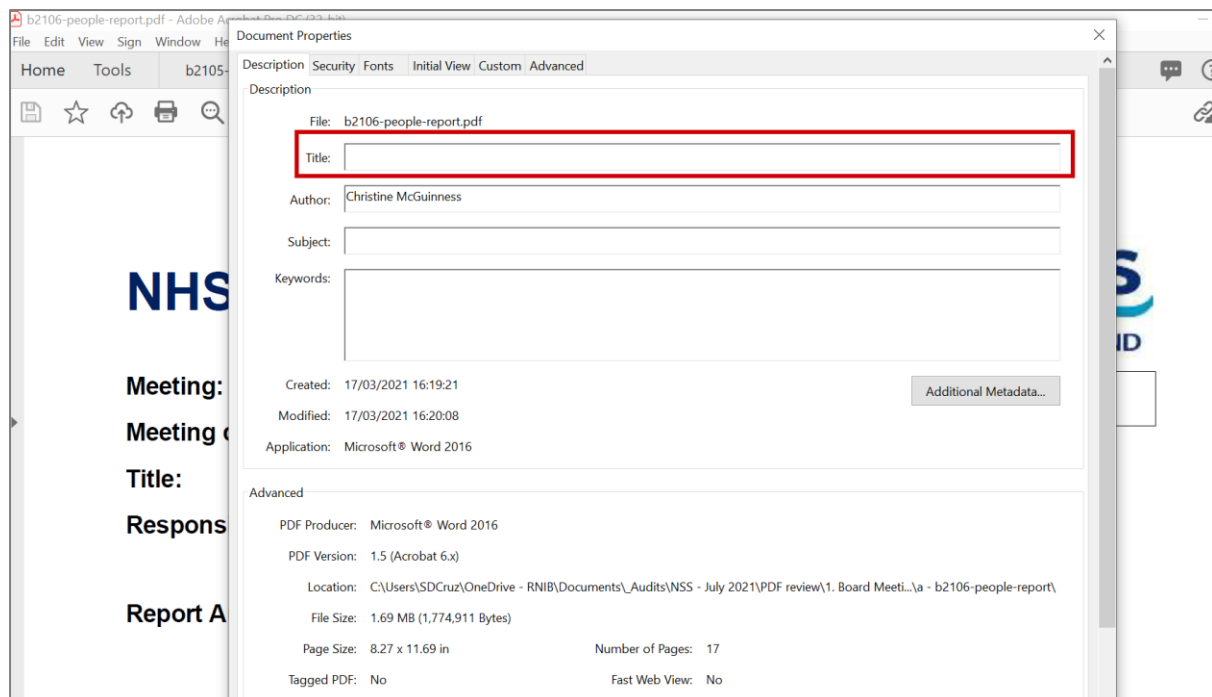 b2106-people-report.pdf - Adobe Acrobat Pro DC (32-bit)
File Edit View Sign Window He
Home Tools b2105-
Document Properties
Description Security Fonts Initial View Custom Advanced
Description
File: b2106-people-report.pdf
Title:
Author: Christine McGuinness
Subject:
Keywords:
Created: 17/03/2021 16:19:21
Additional Metadata...
Modified: 17/03/2021 16:20:08
Application: Microsoft® Word 2016
Advanced
PDF Producer: Microsoft® Word 2016
PDF Version: 1.5 (Acrobat 6.x)
Location: C:\Users\SDCruz\OneDrive - RNIB\Documents\_Audits\NSS - July 2021\PDF review\1. Board Meeti...\a - b2106-people-report\
File Size: 1.69 MB (1,774,911 Bytes)
Page Size: 8.27 x 11.69 in Number of Pages: 17
Tagged PDF: No Fast Web View: No
NHS
S
ND
Meeting:
Meeting
Title:
Respons
Report A